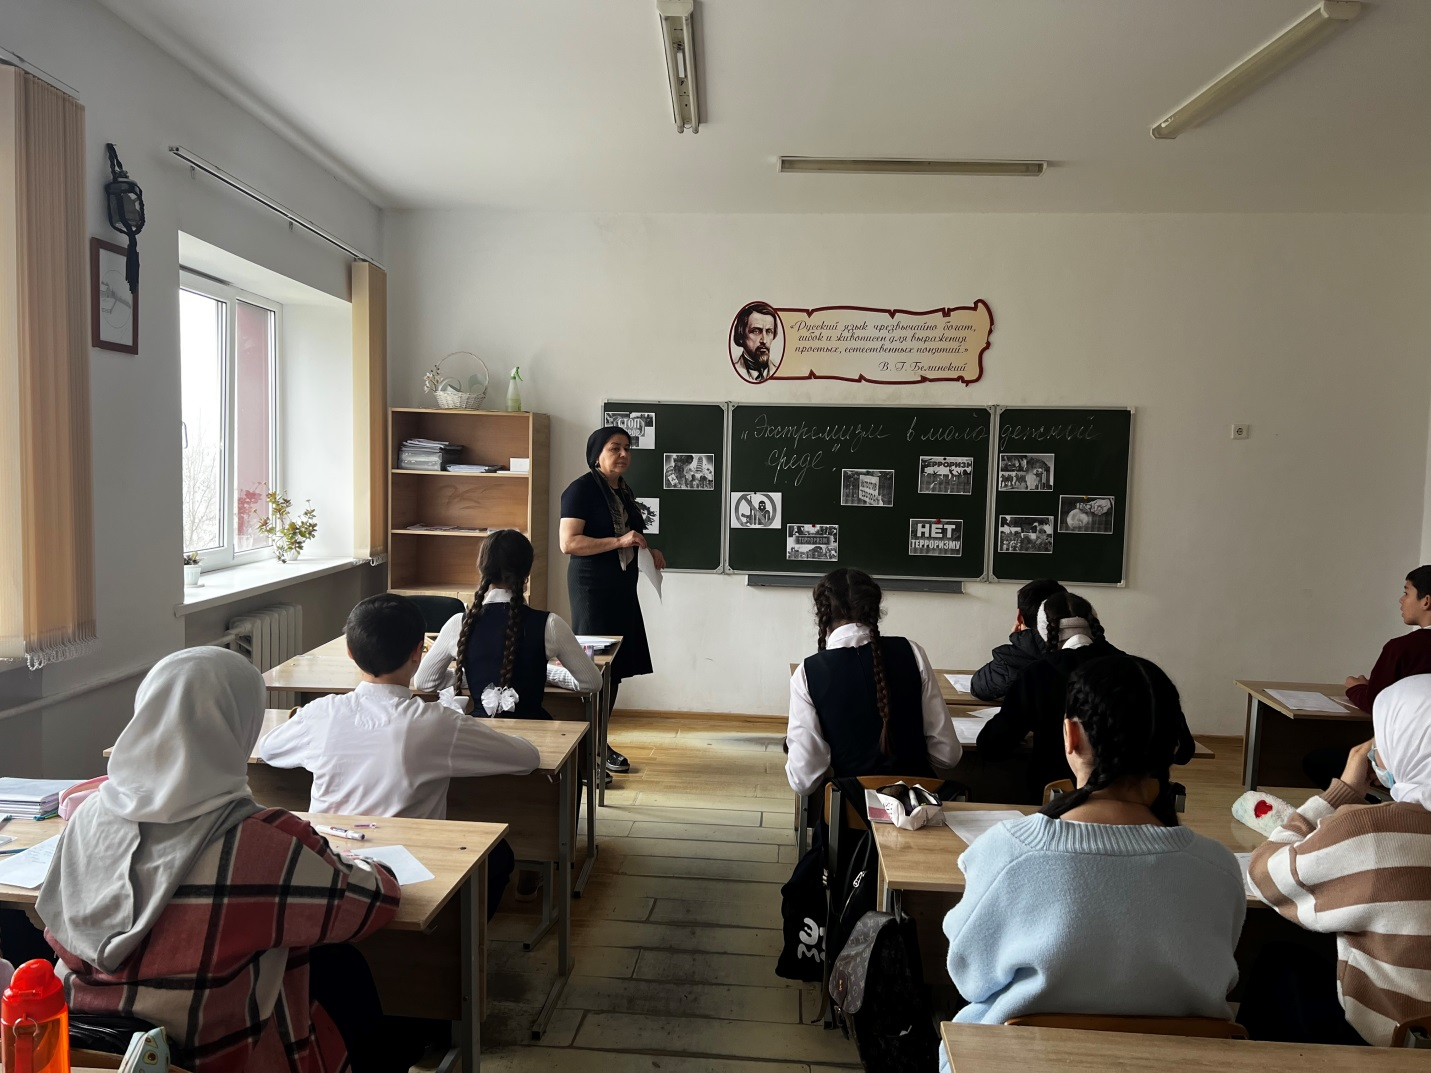 «Русский язык чрезвычайно богат,
гибок и живописен для выражения
простых, естественных понятий.»
В. Г. Белинский
„Экстремизм в молодежной
среде"
СТОП
ТЕРРОРИЗМ
ТЕРРОРИЗМ
НЕТ
ТЕРРОРИЗМУ